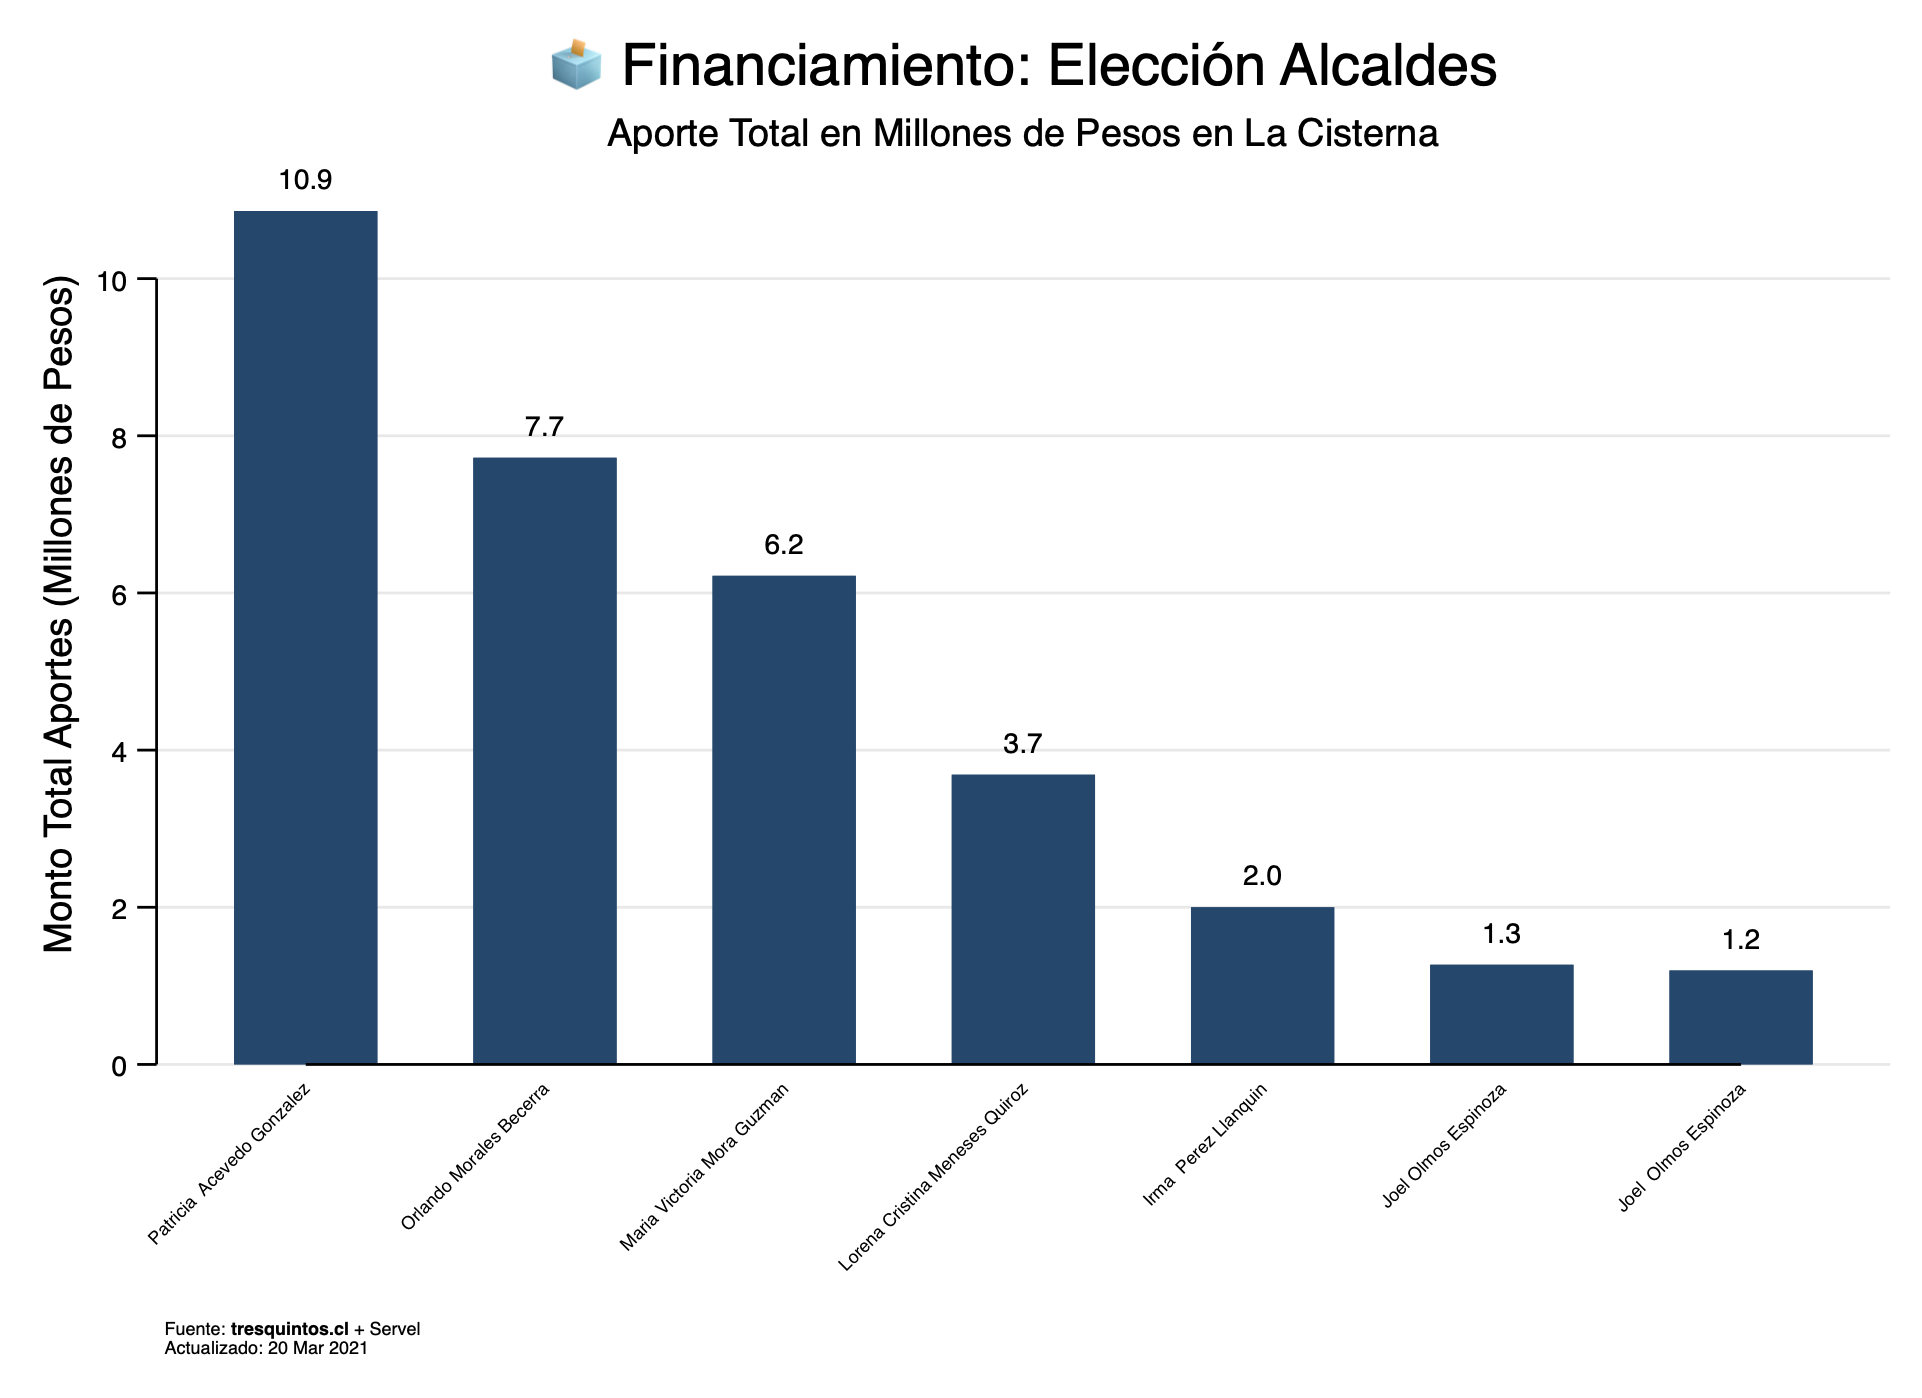 Financiamiento: Elección Alcaldes
Aporte Total en Millones de Pesos en La Cisterna
Monto Total Aportes (Millones de Pesos)
10
8
6
4
2
0
10.9
7.7
6.2
3.7
2.0
1.3
1.2
Patricia  Acevedo Gonzalez
Orlando Morales Becerra
Maria Victoria Mora Guzman
Lorena Cristina Meneses Quiroz
Irma  Perez Llanquin
Joel Olmos Espinoza
Joel  Olmos Espinoza
Fuente: tresquintos.cl + Servel
Actualizado: 20 Mar 2021